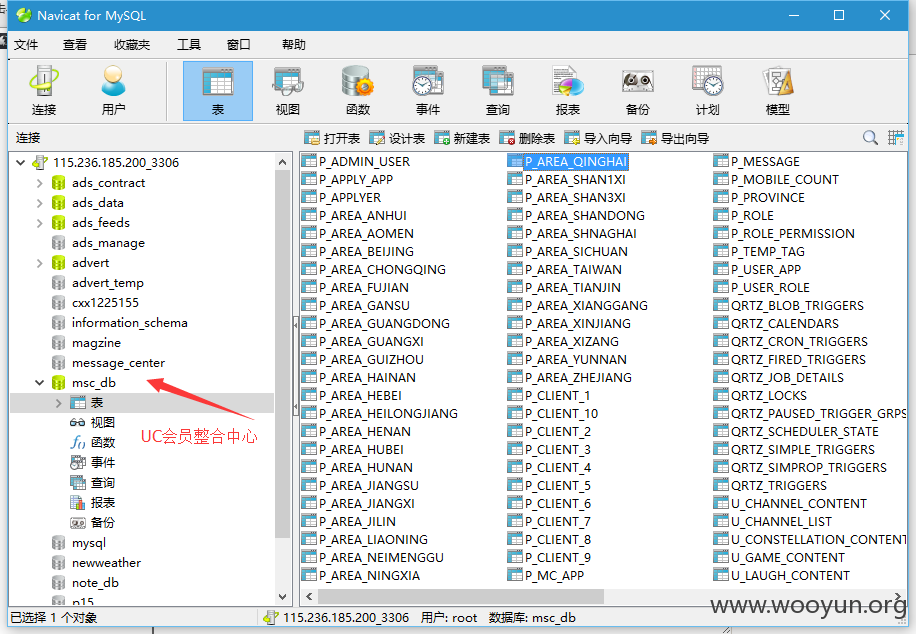 Navicat for MySQL
文件 查看 收藏夹 工具 窗口 帮助
连接 用户 表 视图 函数 事件 查询 报表 备份 计划 模型
连接 打开表 设计表 新建表 删除表 导入向导 导出向导
115.236.185.200_3306
ads_contract
ads_data
ads_feeds
ads_manage
advert
advert_temp
cxx1225155
information_schema
magzine
message_center
msc_db
表
视图
函数
事件
查询
报表
备份
mysql
newweather
note_db
n15
UC会员整合中心
P_ADMIN_USER
P_APPLY_APP
P_APPLYER
P_AREA_ANHUI
P_AREA_AOMEN
P_AREA_BEIJING
P_AREA_CHONGQING
P_AREA_FUJIAN
P_AREA_GANSU
P_AREA_GUANGDONG
P_AREA_GUANGXI
P_AREA_GUIZHOU
P_AREA_HAINAN
P_AREA_HEBEI
P_AREA_HEILONGJIANG
P_AREA_HENAN
P_AREA_HUBEI
P_AREA_HUNAN
P_AREA_JIANGSU
P_AREA_JIANGXI
P_AREA_JILIN
P_AREA_LIAONING
P_AREA_NEIMENGGU
P_AREA_NINGXIA
P_AREA_QINGHAI
P_AREA_SHAN1XI
P_AREA_SHAN3XI
P_AREA_SHANDONG
P_AREA_SHNAGHAI
P_AREA_SICHUAN
P_AREA_TAIWAN
P_AREA_TIANJIN
P_AREA_XIANGGANG
P_AREA_XINJIANG
P_AREA_XIZANG
P_AREA_YUNNAN
P_AREA_ZHEJIANG
P_CLIENT_1
P_CLIENT_10
P_CLIENT_2
P_CLIENT_3
P_CLIENT_4
P_CLIENT_5
P_CLIENT_6
P_CLIENT_7
P_CLIENT_8
P_CLIENT_9
P_MC_APP
P_MESSAGE
P_MOBILE_COUNT
P_PROVINCE
P_ROLE
P_ROLE_PERMISSION
P_TEMP_TAG
P_USER_APP
P_USER_ROLE
QRTZ_BLOB_TRIGGERS
QRTZ_CALENDARS
QRTZ_CRON_TRIGGERS
QRTZ_FIRED_TRIGGERS
QRTZ_JOB_DETAILS
QRTZ_LOCKS
QRTZ_PAUSED_TRIGGER_GRPS
QRTZ_SCHEDULER_STATE
QRTZ_SIMPLE_TRIGGERS
QRTZ_SIMPROP_TRIGGERS
QRTZ_TRIGGERS
U_CHANNEL_CONTENT
U_CHANNEL_LIST
U_CONSTELLATION_CONTENT
U_GAME_CONTENT
U_LAUGH_CONTENT
已选择 1 个对象 115.236.185.200_3306 用户: root 数据库: msc_db
www.wooyun.org